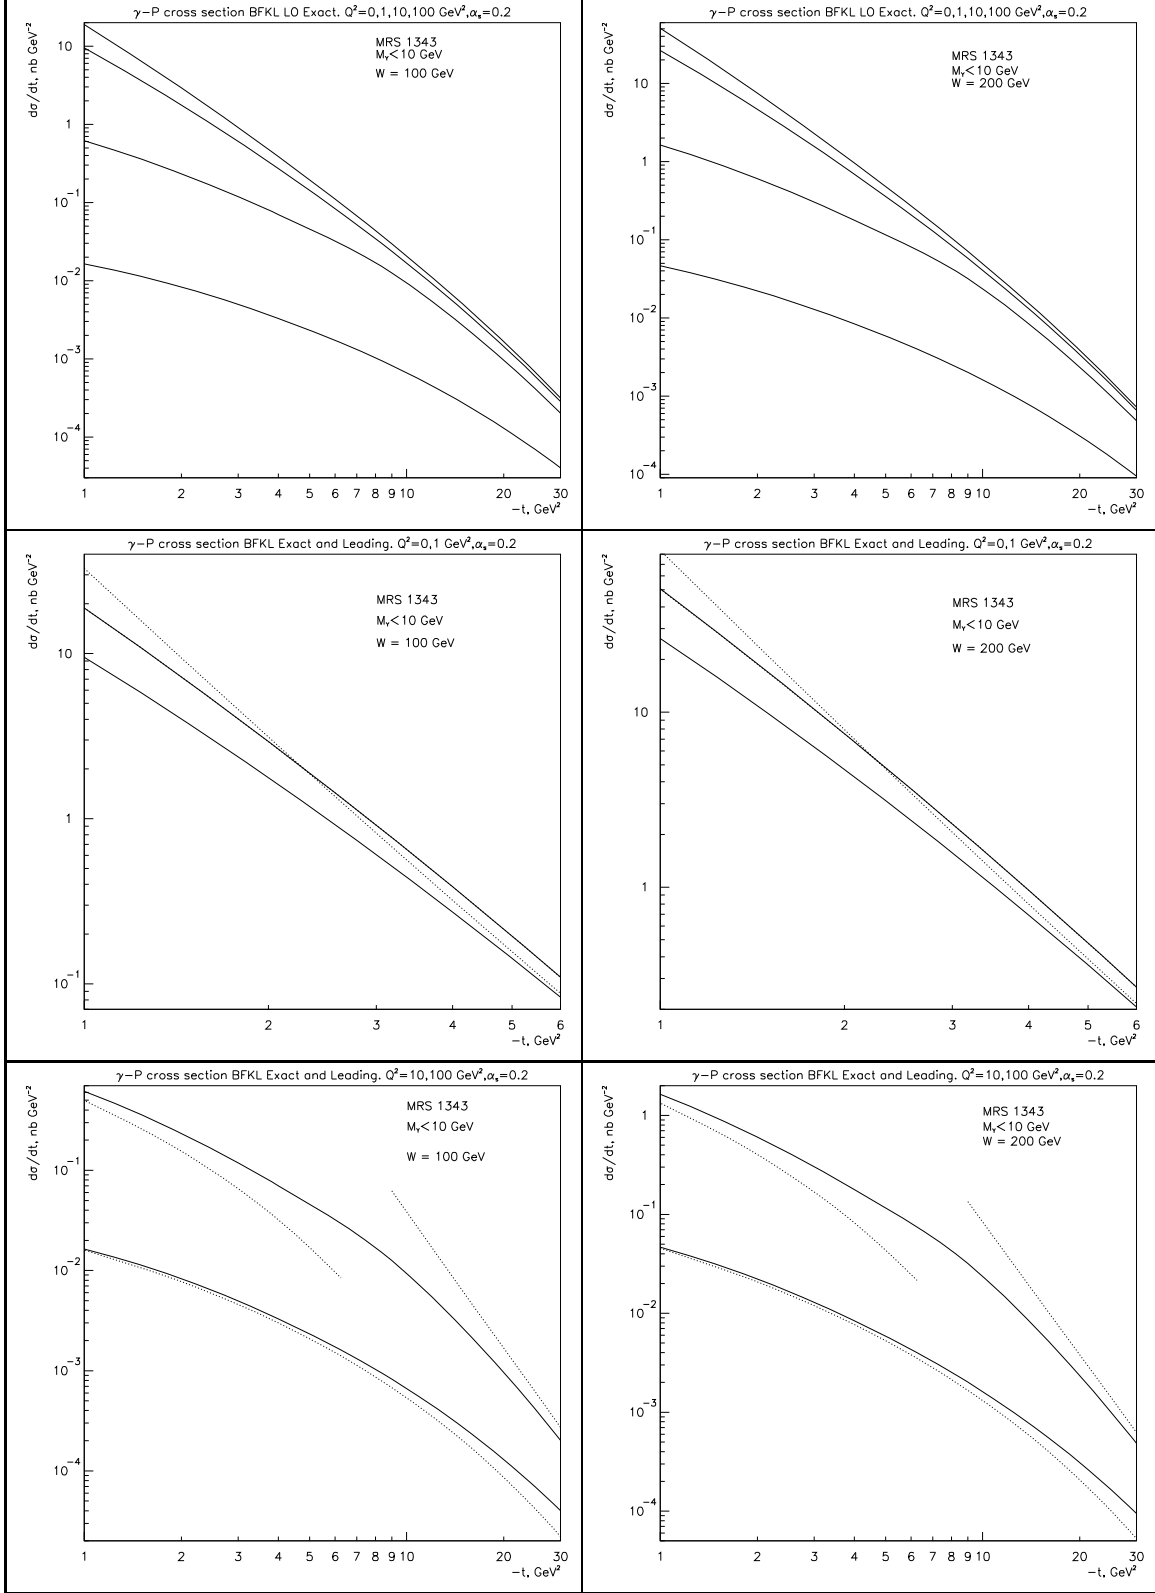 γ−P cross section BFKL LO Exact. Q²=0,1,10,100 GeV²,αₛ=0.2
dσ/dt, nb GeV⁻²
MRS 1343
Mᵧ<10 GeV
W = 100 GeV
10
1
10⁻¹
10⁻²
10⁻³
10⁻⁴
1 2 3 4 5 6 7 8 9 10 20 30
−t, GeV²
γ−P cross section BFKL LO Exact. Q²=0,1,10,100 GeV²,αₛ=0.2
dσ/dt, nb GeV⁻²
MRS 1343
Mᵧ<10 GeV
W = 200 GeV
10
1
10⁻¹
10⁻²
10⁻³
10⁻⁴
1 2 3 4 5 6 7 8 9 10 20 30
−t, GeV²
γ−P cross section BFKL Exact and Leading. Q²=0,1 GeV²,αₛ=0.2
dσ/dt, nb GeV⁻²
MRS 1343
Mᵧ<10 GeV
W = 100 GeV
10
1
10⁻¹
1 2 3 4 5 6
−t, GeV²
γ−P cross section BFKL Exact and Leading. Q²=0,1 GeV²,αₛ=0.2
dσ/dt, nb GeV⁻²
MRS 1343
Mᵧ<10 GeV
W = 200 GeV
10
1
1 2 3 4 5 6
−t, GeV²
γ−P cross section BFKL Exact and Leading. Q²=10,100 GeV²,αₛ=0.2
dσ/dt, nb GeV⁻²
MRS 1343
Mᵧ<10 GeV
W = 100 GeV
10⁻¹
10⁻²
10⁻³
10⁻⁴
1 2 3 4 5 6 7 8 9 10 20 30
−t, GeV²
γ−P cross section BFKL Exact and Leading. Q²=10,100 GeV²,αₛ=0.2
dσ/dt, nb GeV⁻²
MRS 1343
Mᵧ<10 GeV
W = 200 GeV
1
10⁻¹
10⁻²
10⁻³
10⁻⁴
1 2 3 4 5 6 7 8 9 10 20 30
−t, GeV²